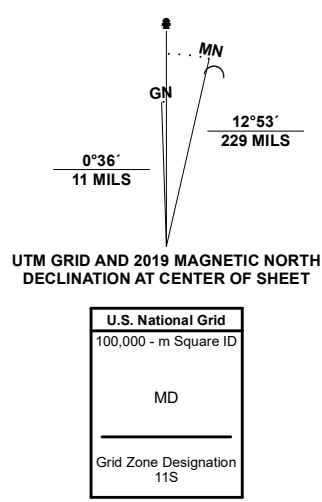 MN
GN
12°53´
229 MILS
0°36´
11 MILS
UTM GRID AND 2019 MAGNETIC NORTH
DECLINATION AT CENTER OF SHEET
U.S. National Grid
100,000 - m Square ID
MD
Grid Zone Designation
11S